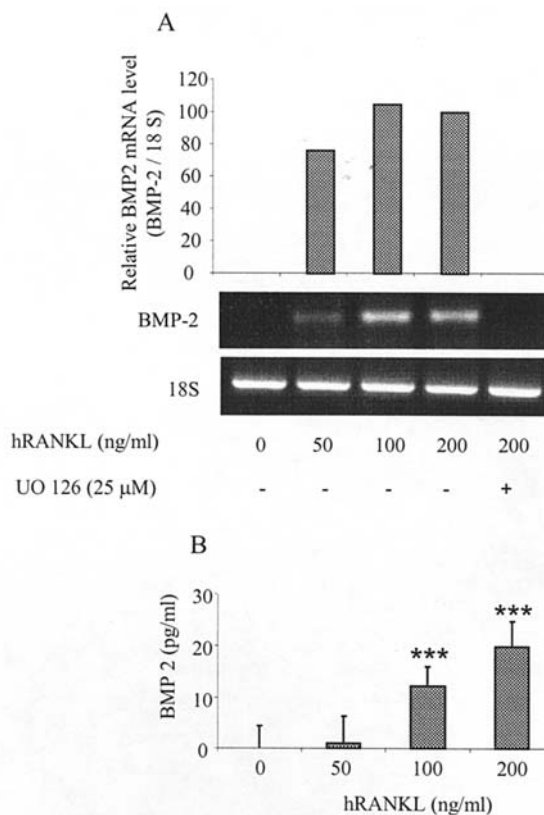 A
Relative BMP2 mRNA level
(BMP-2 / 18 S)
120
100
80
60
40
20
0
BMP-2
18S
hRANKL (ng/ml) 0 50 100 200 200
UO 126 (25 µM) - - - - +
B
BMP 2 (pg/ml)
30
20
10
0
*** ***
0 50 100 200
hRANKL (ng/ml)